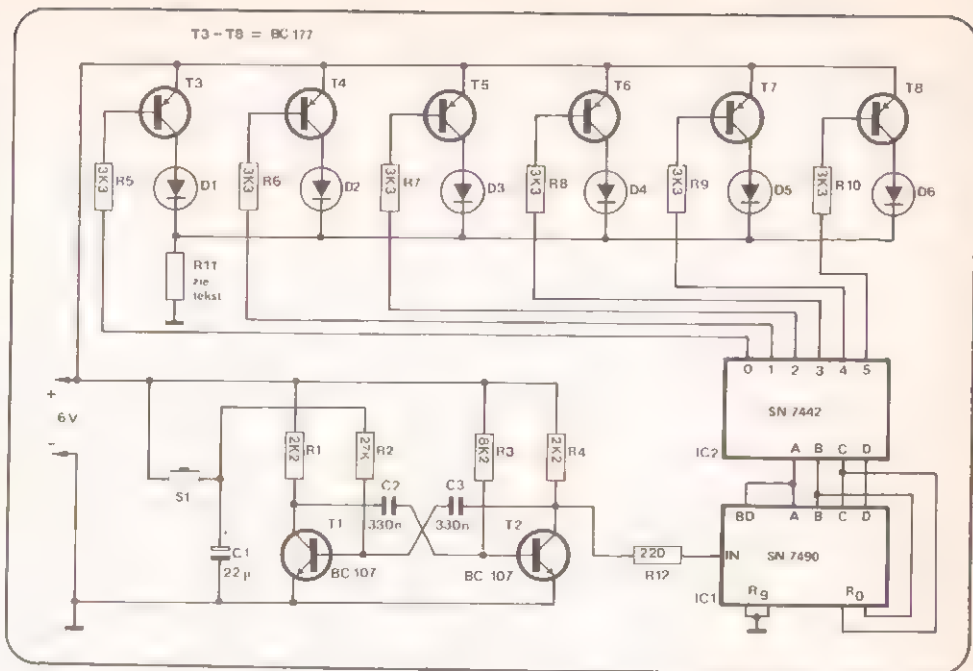 T3 – T8 = BC 177
T3
T4
T5
T6
T7
T8
3K3 R5
D1
3K3 R6
D2
3K3 R7
D3
3K3 R8
D4
3K3 R9
D5
3K3 R10
D6
R11
zie
tekst
0 1 2 3 4 5
SN 7442
IC2
A B C D
+
6V
-
S1
2K2 R1
27K R2
8K2 R3
2K2 R4
C2
330n
C3
330n
T1
BC 107
T2
BC 107
C1
22µ
+
220
R12
BD A B C D
IN
SN 7490
R9 R0
IC1